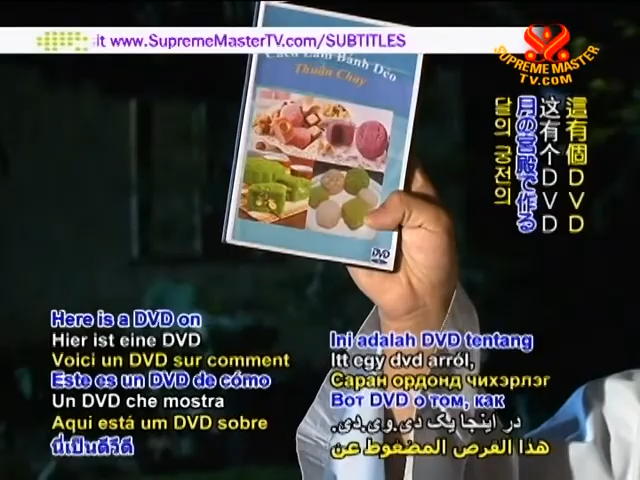 it www.SupremeMasterTV.com/SUBTITLES
SUPREME MASTER
TV.COM
Cách Làm Bánh Dẻo
Thuần Chay
DVD
這有個DVD
这有个DVD
月の宮殿で作る
달의 궁전의
Here is a DVD on
Hier ist eine DVD
Voici un DVD sur comment
Este es un DVD de cómo
Un DVD che mostra
Aqui está um DVD sobre
นี่เป็นดีวีดี
Ini adalah DVD tentang
Itt egy dvd arról,
Саран ордонд чихэрлэг
Вот DVD о том, как
در اینجا یک دی.وی.دی.
هذا القرص المضغوط عن